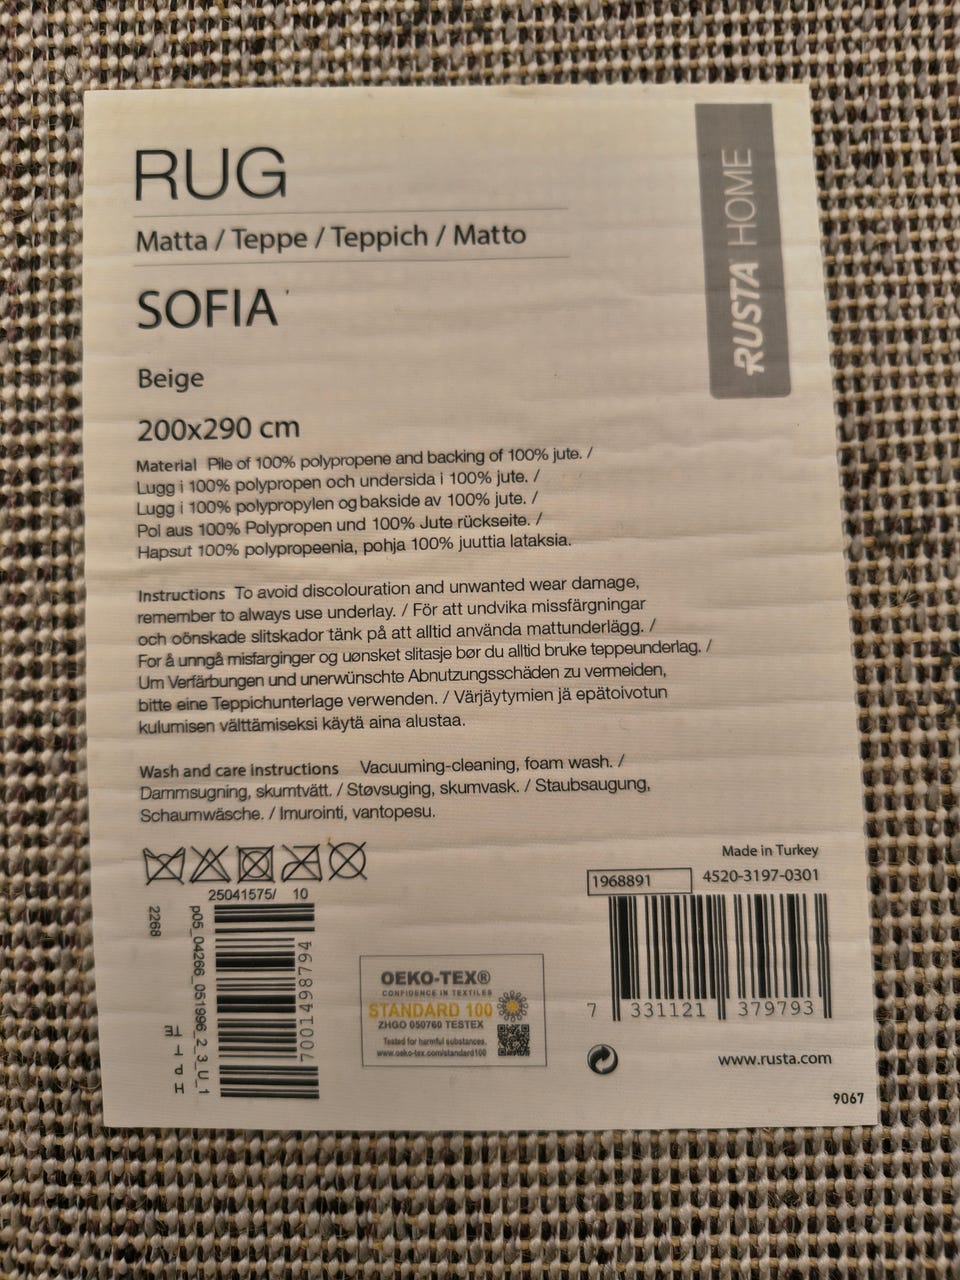 RUG
RUSTA HOME
Matta / Teppe / Teppich / Matto
SOFIA
Beige
200x290 cm
Material Pile of 100% polypropene and backing of 100% jute. /
Lugg i 100% polypropen och undersida i 100% jute. /
Lugg i 100% polypropylen og bakside av 100% jute. /
Pol aus 100% Polypropen und 100% Jute rückseite. /
Hapsut 100% polypropeenia, pohja 100% juuttia lataksia.
Instructions To avoid discolouration and unwanted wear damage,
remember to always use underlay. / För att undvika missfärgningar
och oönskade slitskador tänk på att alltid använda mattunderlägg. /
For å unngå misfarginger og uønsket slitasje bør du alltid bruke teppeunderlag. /
Um Verfärbungen und unerwünschte Abnutzungsschäden zu vermeiden,
bitte eine Teppichunterlage verwenden. / Värjäytymien jä epätoivotun
kulumisen välttämiseksi käytä aina alustaa.
Wash and care instructions Vacuuming-cleaning, foam wash. /
Dammsugning, skumtvätt. / Støvsuging, skumvask. / Staubsaugung,
Schaumwäsche. / Imurointi, vantopesu.
Made in Turkey
1968891 4520-3197-0301
25041575/ 10
2268
p05_04266_051996_2_3_U_1
TE
T
P
H
7001498794
OEKO-TEX®
CONFIDENCE IN TEXTILES
STANDARD 100
ZHGO 050760 TESTEX
Tested for harmful substances.
www.oeko-tex.com/standard100
7 331121 379793
www.rusta.com
9067